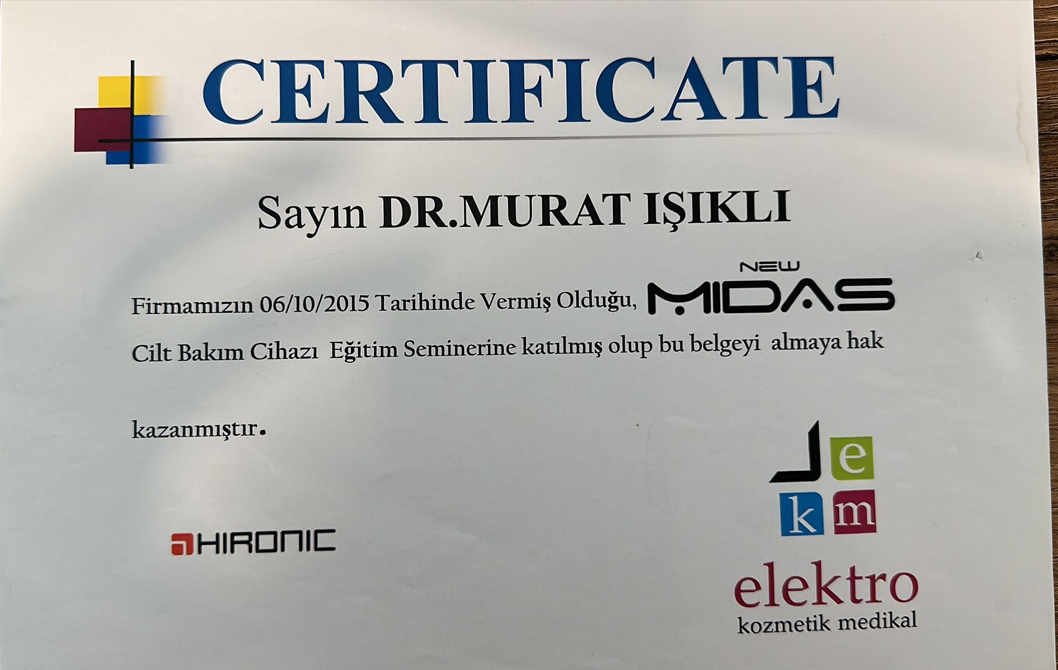 CERTIFICATE
Sayın DR.MURAT IŞIKLI
Firmamızın 06/10/2015 Tarihinde Vermiş Olduğu, NEW MIDAS
Cilt Bakım Cihazı Eğitim Seminerine katılmış olup bu belgeyi almaya hak
kazanmıştır.
e
k m
HIRONIC
elektro
kozmetik medikal